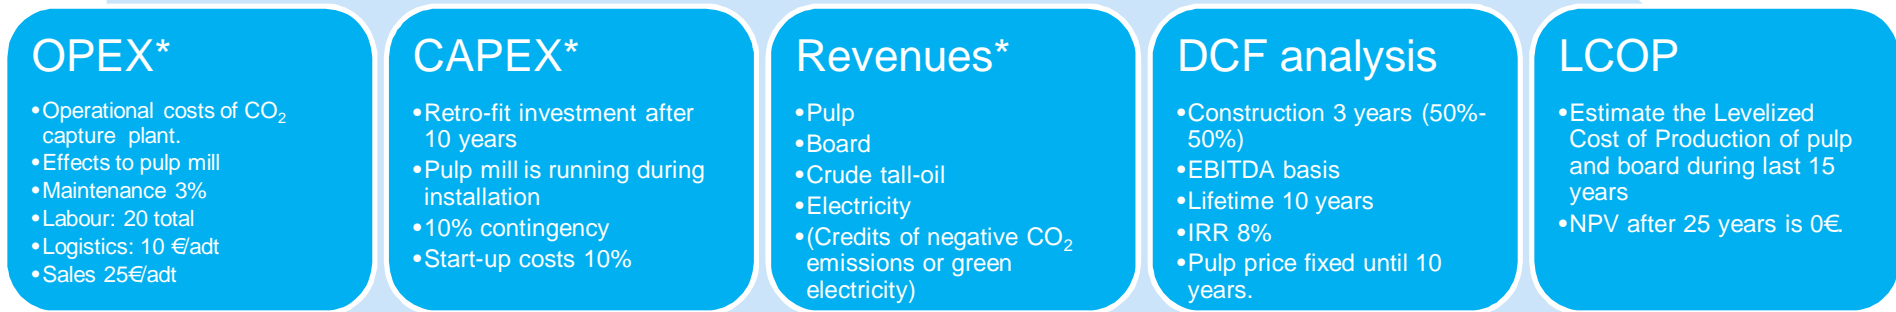 OPEX*
•Operational costs of CO₂
capture plant.
•Effects to pulp mill
•Maintenance 3%
•Labour: 20 total
•Logistics: 10 €/adt
•Sales 25€/adt
CAPEX*
•Retro-fit investment after
10 years
•Pulp mill is running during
installation
•10% contingency
•Start-up costs 10%
Revenues*
•Pulp
•Board
•Crude tall-oil
•Electricity
•(Credits of negative CO₂
emissions or green
electricity)
DCF analysis
•Construction 3 years (50%-
50%)
•EBITDA basis
•Lifetime 10 years
•IRR 8%
•Pulp price fixed until 10
years.
LCOP
•Estimate the Levelized
Cost of Production of pulp
and board during last 15
years
•NPV after 25 years is 0€.